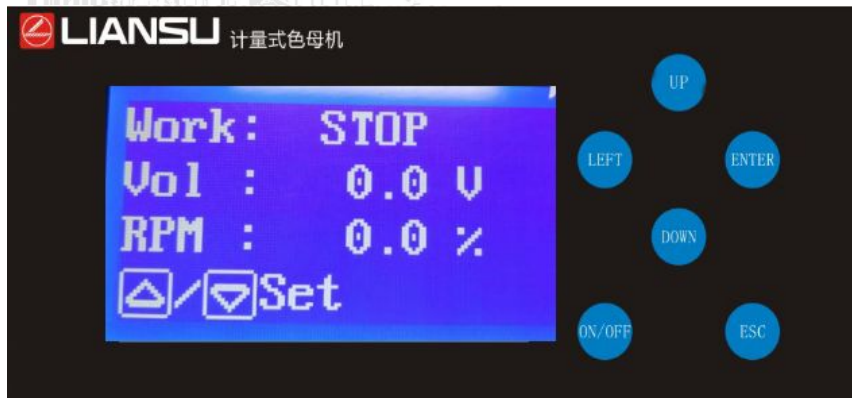 LIANSU 计量式色母机
UP
Work: STOP
LEFT
ENTER
Vol : 0.0 V
RPM : 0.0 %
DOWN
△/▽Set
ON/OFF
ESC